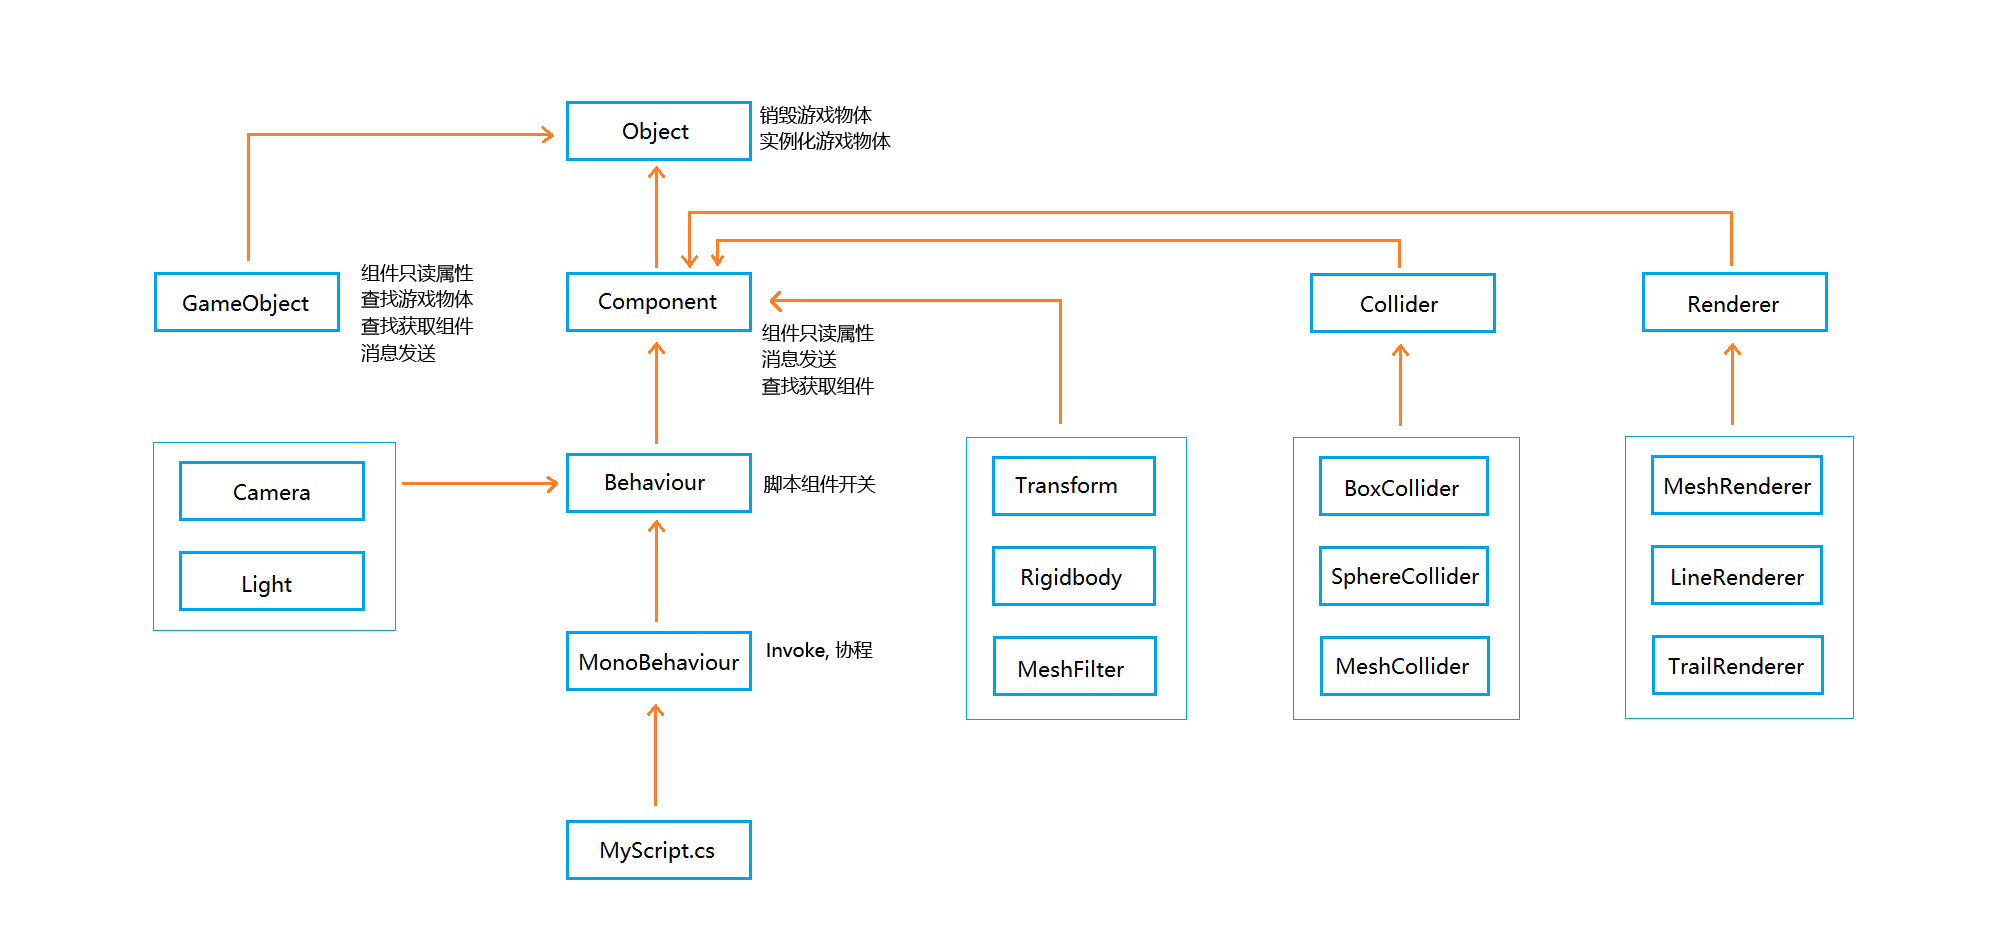 Object
销毁游戏物体
实例化游戏物体
GameObject
组件只读属性
查找游戏物体
查找获取组件
消息发送
Component
组件只读属性
消息发送
查找获取组件
Collider
Renderer
Camera
Light
Behaviour
脚本组件开关
Transform
Rigidbody
MeshFilter
BoxCollider
SphereCollider
MeshCollider
MeshRenderer
LineRenderer
TrailRenderer
MonoBehaviour
Invoke, 协程
MyScript.cs